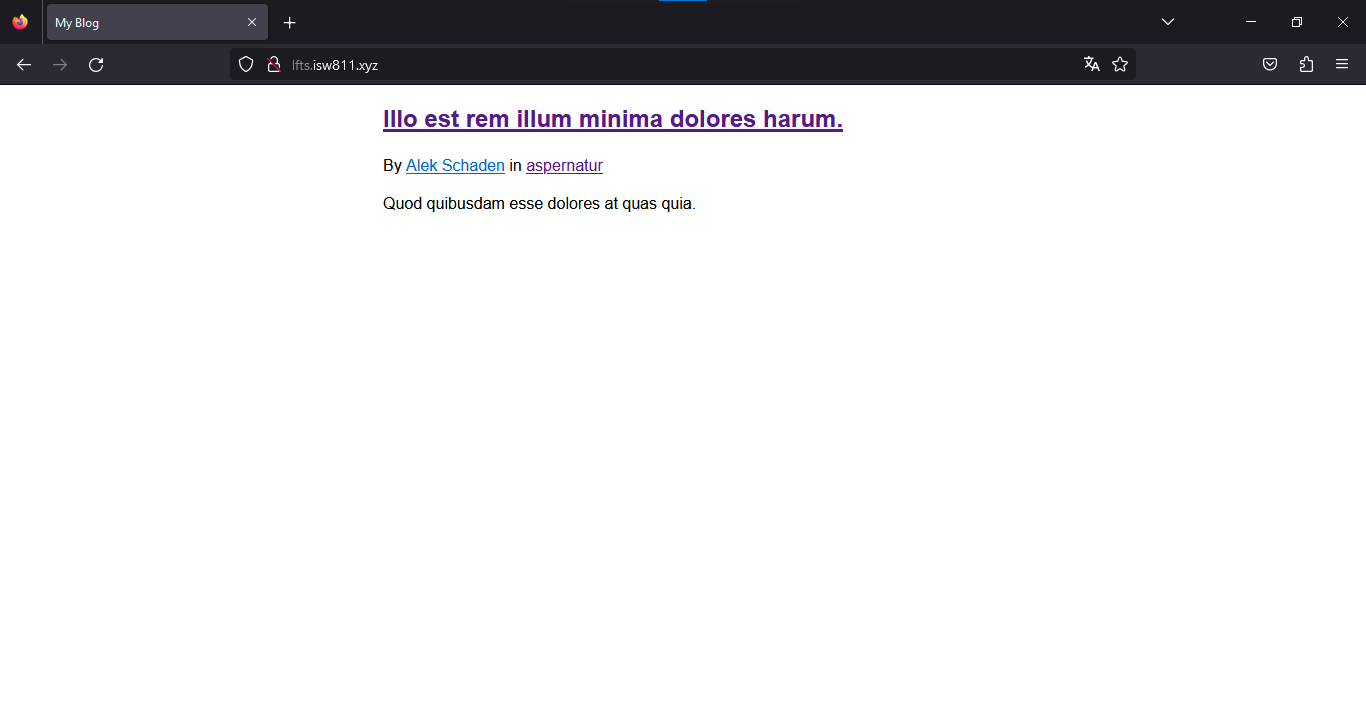 My Blog
lfts.isw811.xyz
Illo est rem illum minima dolores harum.
By Alek Schaden in aspernatur
Quod quibusdam esse dolores at quas quia.